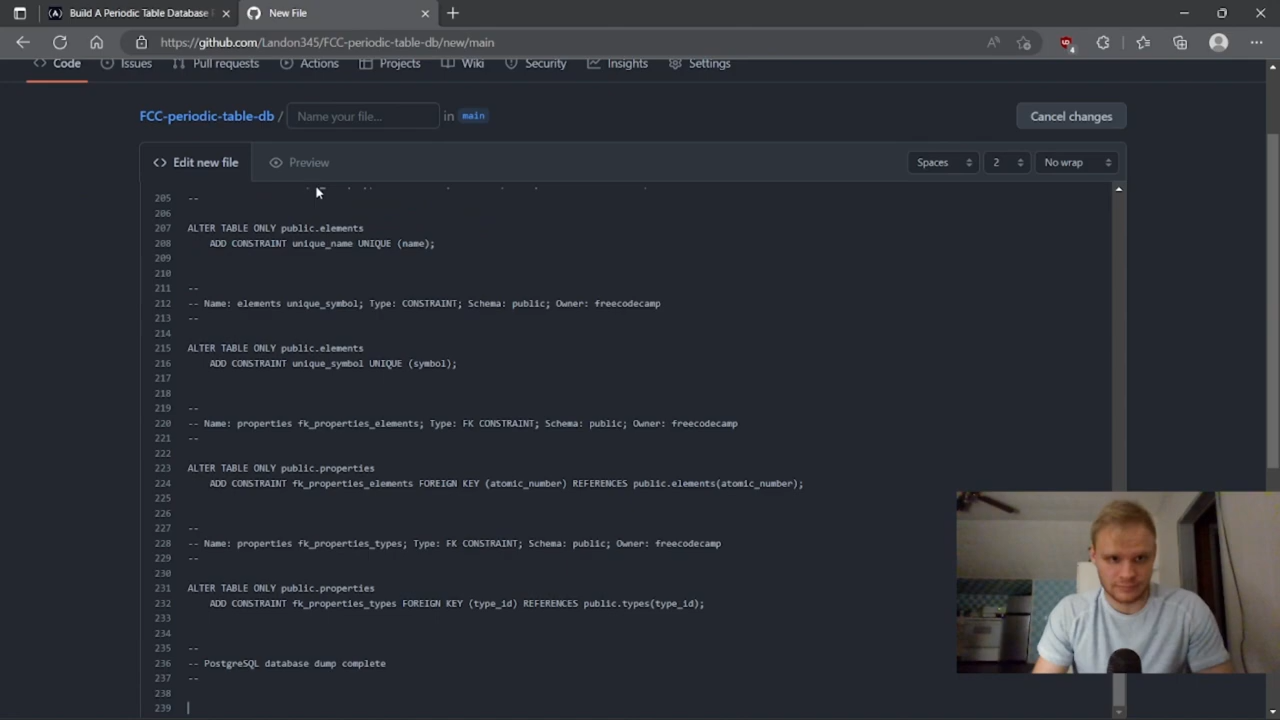 Build A Periodic Table Database
New File
https://github.com/Landon345/FCC-periodic-table-db/new/main
4
Code
Issues
Pull requests
Actions
Projects
Wiki
Security
Insights
Settings
FCC-periodic-table-db / Name your file... in main
Cancel changes
<> Edit new file
Preview
Spaces
2
No wrap
205 --
206
207 ALTER TABLE ONLY public.elements
208 ADD CONSTRAINT unique_name UNIQUE (name);
209
210
211 --
212 -- Name: elements unique_symbol; Type: CONSTRAINT; Schema: public; Owner: freecodecamp
213 --
214
215 ALTER TABLE ONLY public.elements
216 ADD CONSTRAINT unique_symbol UNIQUE (symbol);
217
218
219 --
220 -- Name: properties fk_properties_elements; Type: FK CONSTRAINT; Schema: public; Owner: freecodecamp
221 --
222
223 ALTER TABLE ONLY public.properties
224 ADD CONSTRAINT fk_properties_elements FOREIGN KEY (atomic_number) REFERENCES public.elements(atomic_number);
225
226
227 --
228 -- Name: properties fk_properties_types; Type: FK CONSTRAINT; Schema: public; Owner: freecodecamp
229 --
230
231 ALTER TABLE ONLY public.properties
232 ADD CONSTRAINT fk_properties_types FOREIGN KEY (type_id) REFERENCES public.types(type_id);
233
234
235 --
236 -- PostgreSQL database dump complete
237 --
238
239